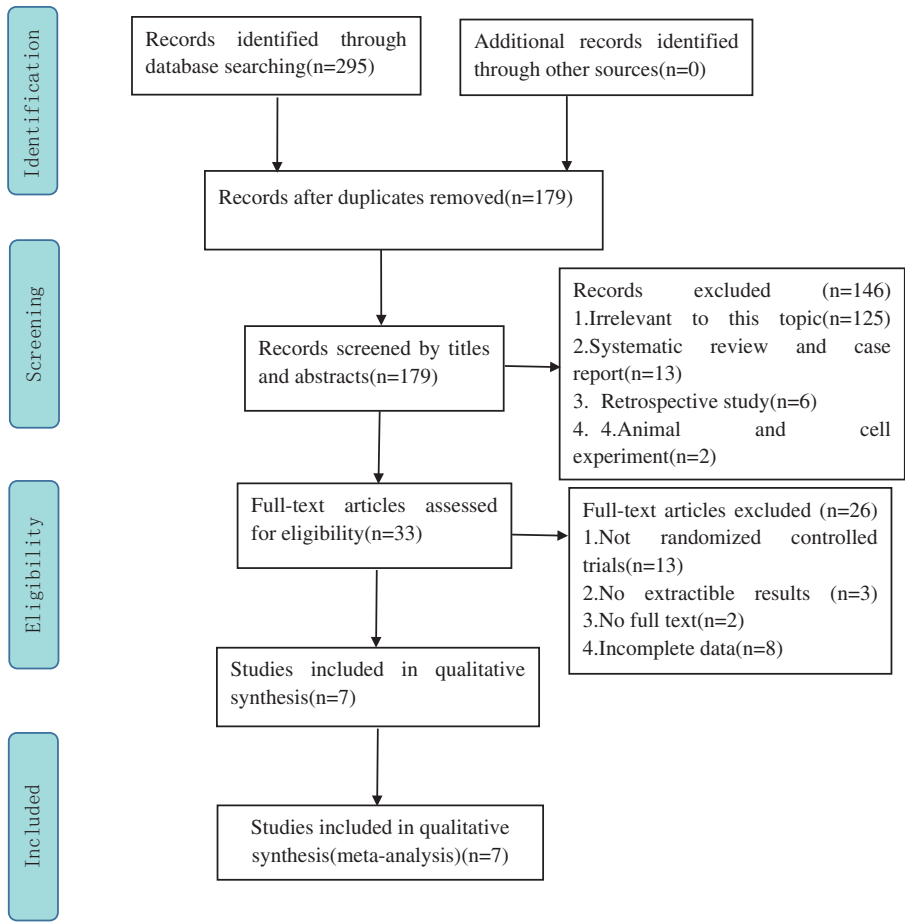 Identification
Records identified through
database searching(n=295)
Additional records identified
through other sources(n=0)
Records after duplicates removed(n=179)
Screening
Records screened by titles
and abstracts(n=179)
Records excluded (n=146)
1.Irrelevant to this topic(n=125)
2.Systematic review and case
report(n=13)
3. Retrospective study(n=6)
4. 4.Animal and cell
experiment(n=2)
Eligibility
Full-text articles assessed
for eligibility(n=33)
Full-text articles excluded (n=26)
1.Not randomized controlled
trials(n=13)
2.No extractible results (n=3)
3.No full text(n=2)
4.Incomplete data(n=8)
Studies included in qualitative
synthesis(n=7)
Included
Studies included in qualitative
synthesis(meta-analysis)(n=7)